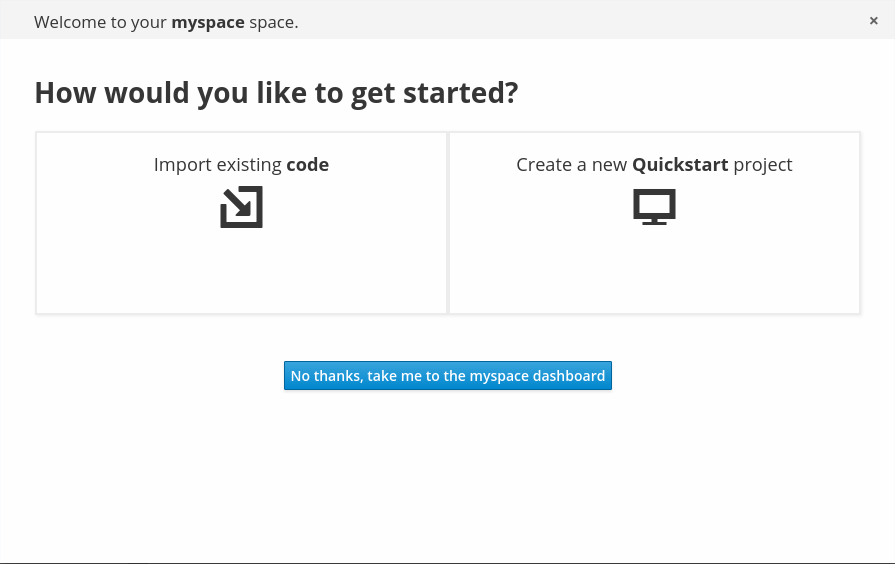 Welcome to your myspace space.
×
How would you like to get started?
Import existing code
Create a new Quickstart project
No thanks, take me to the myspace dashboard